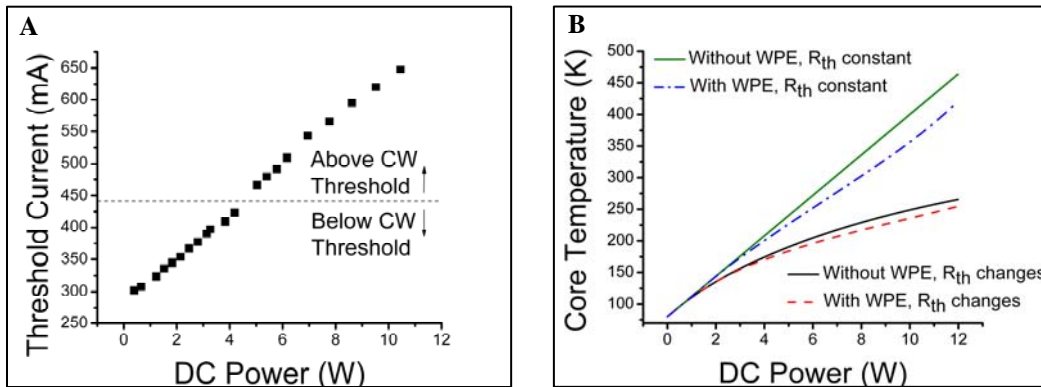 A
Threshold Current (mA)
650
600
550
500
450
400
350
300
250
Above CW
Threshold
Below CW
Threshold
0 2 4 6 8 10 12
DC Power (W)
B
Core Temperature (K)
500
450
400
350
300
250
200
150
100
Without WPE, Rth constant
With WPE, Rth constant
Without WPE, Rth changes
With WPE, Rth changes
0 2 4 6 8 10 12
DC Power (W)